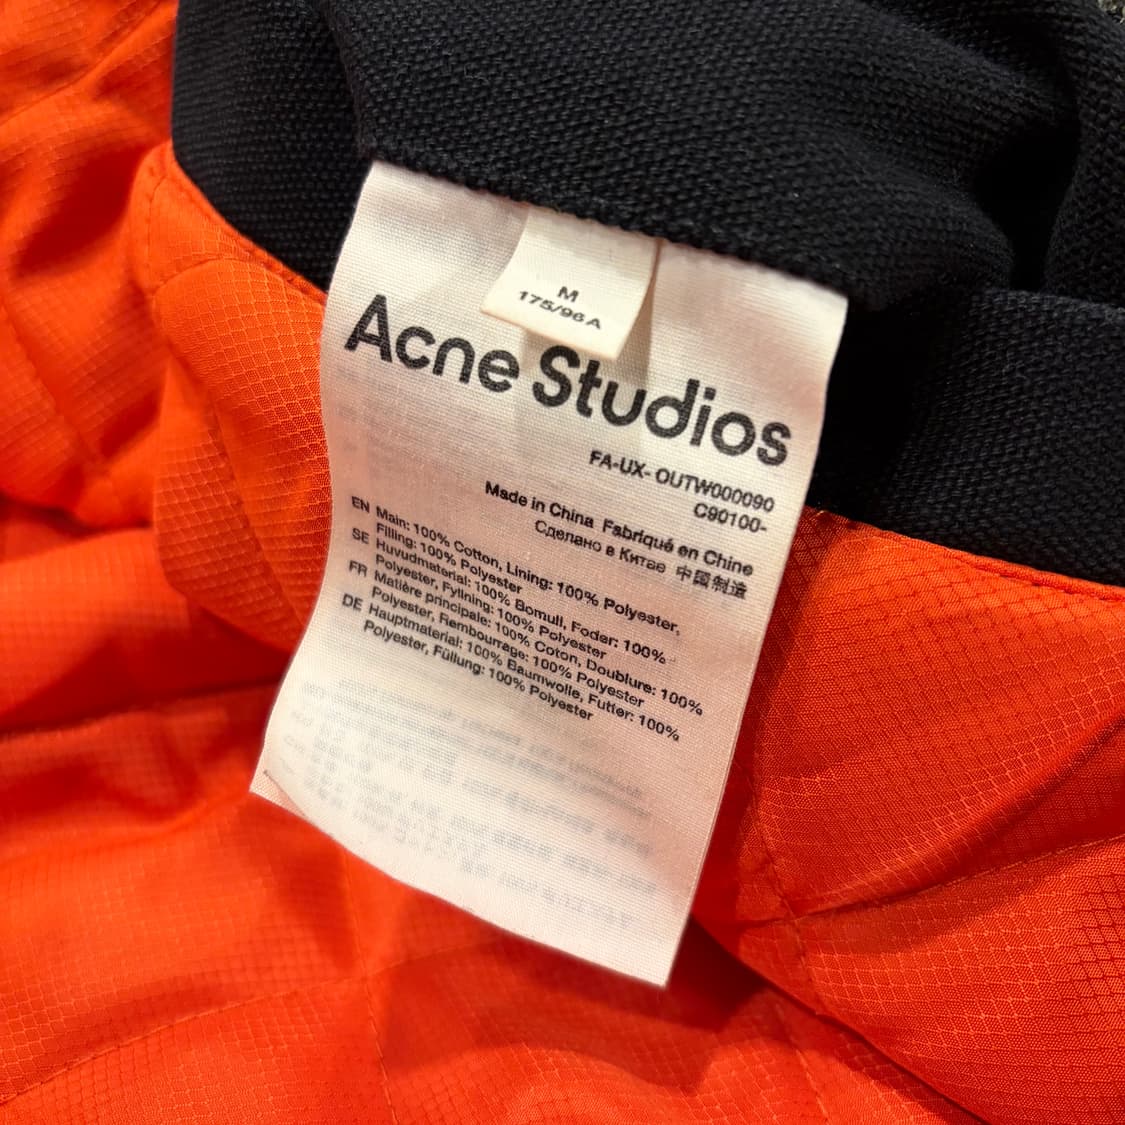 M
175/96A
Acne Studios
FA-UX- OUTW000090
C90100-
Made in China Fabriqué en Chine
Сделано в Китае 中国制造
EN Main: 100% Cotton, Lining: 100% Polyester,
Filling: 100% Polyester
SE Huvudmaterial: 100% Bomull, Foder: 100%
Polyester, Fyllning: 100% Polyester
FR Matière principale: 100% Coton, Doublure: 100%
Polyester, Rembourrage: 100% Polyester
DE Hauptmaterial: 100% Baumwolle, Futter: 100%
Polyester, Füllung: 100% Polyester